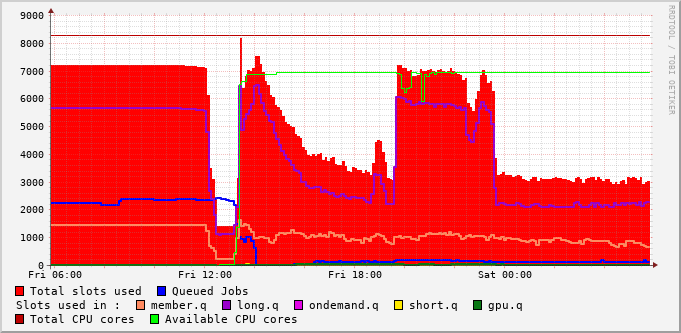 RRDTOOL / TOBI OETIKER
9000
8000
7000
6000
5000
4000
3000
2000
1000
0
Fri 06:00 Fri 12:00 Fri 18:00 Sat 00:00
Total slots used Queued Jobs
Slots used in : member.q long.q ondemand.q short.q gpu.q
Total CPU cores Available CPU cores